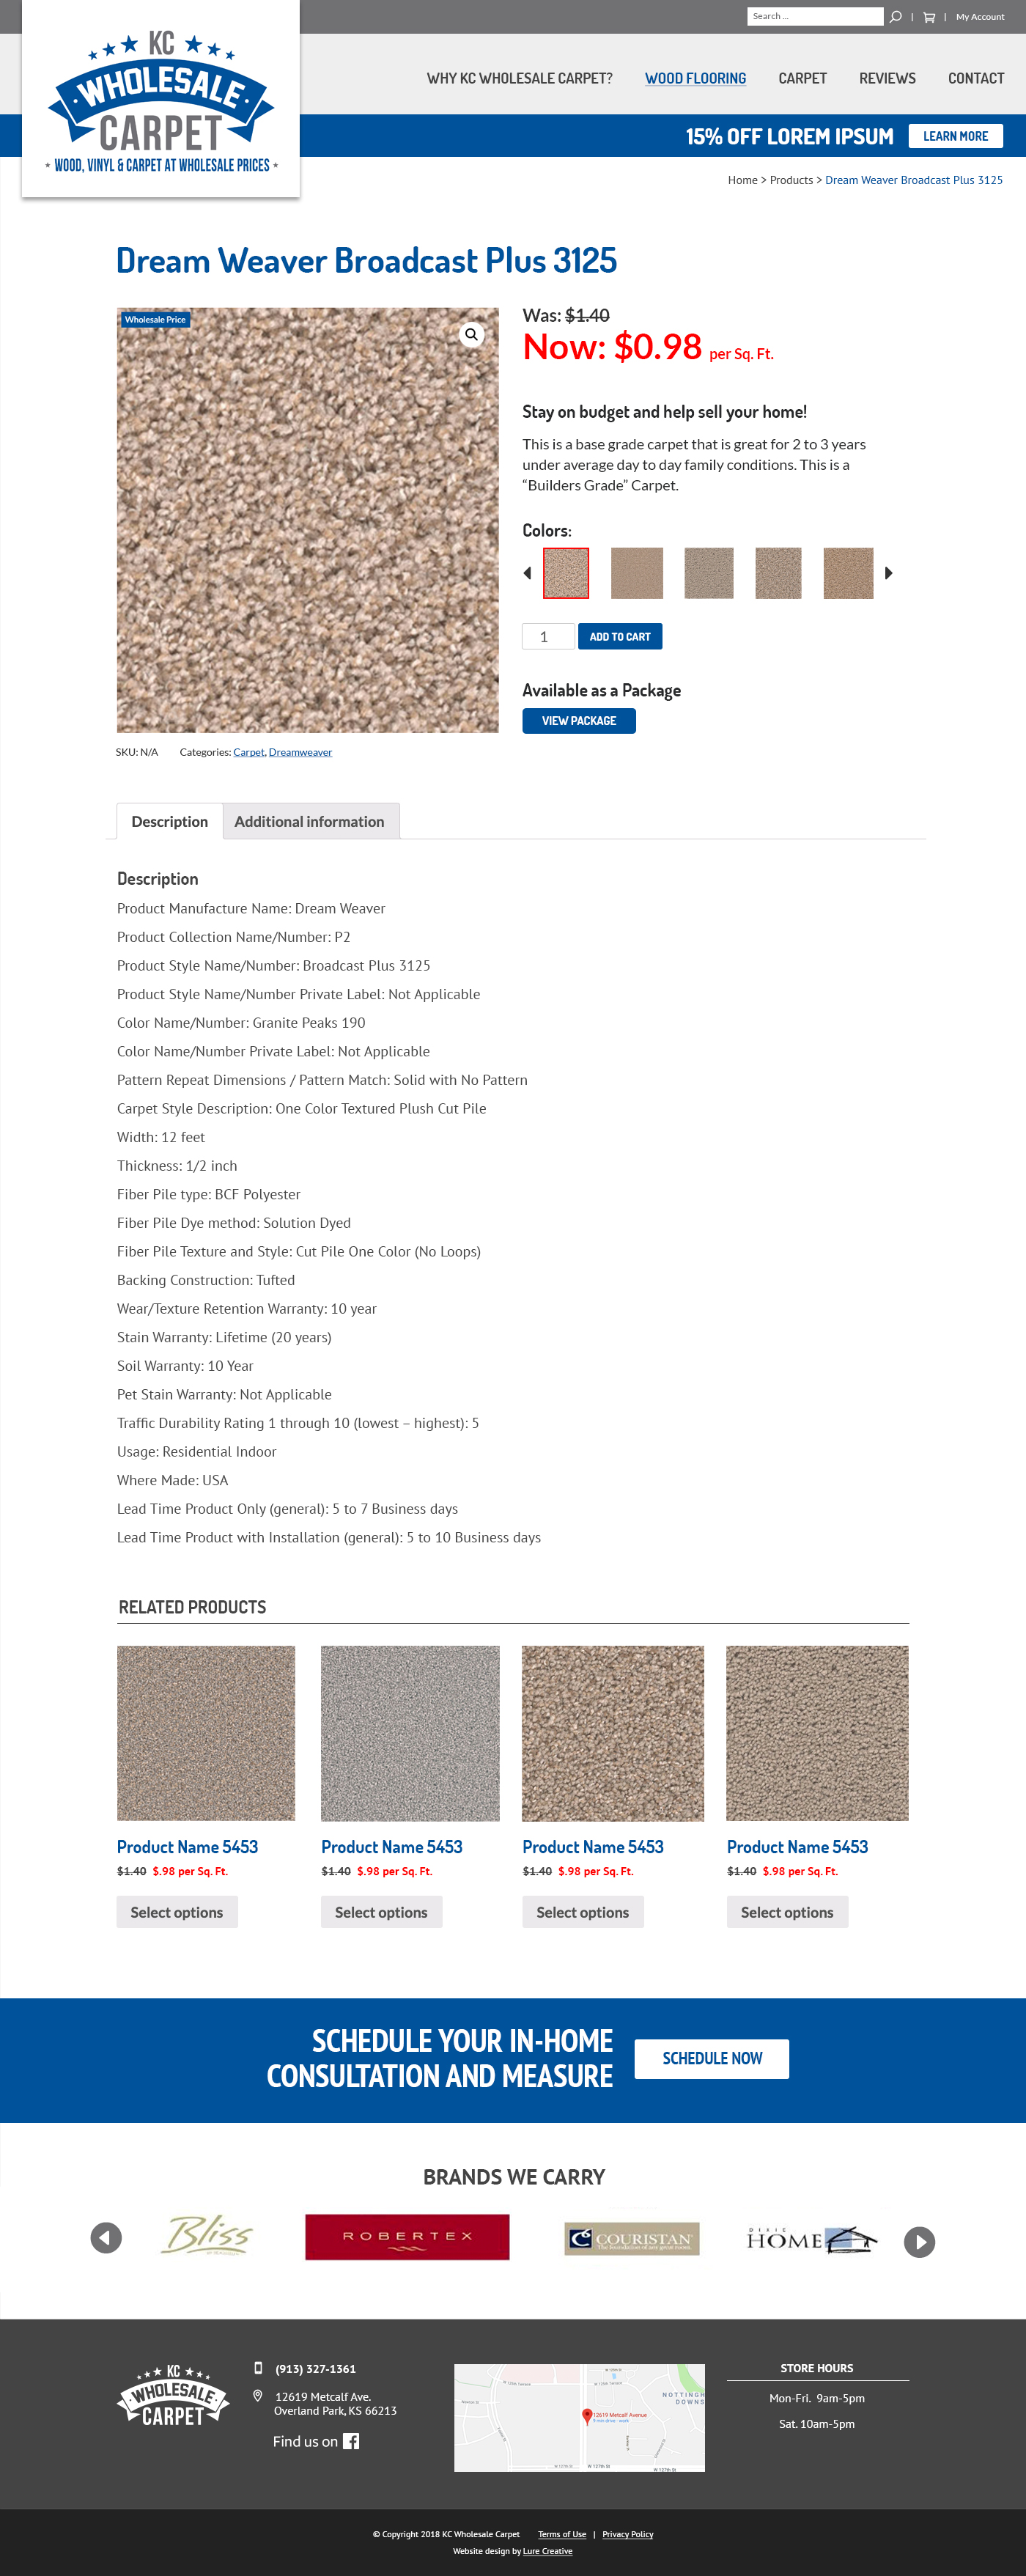 Search ...
|
|
My Account
KC
WHOLESALE
CARPET
WOOD, VINYL & CARPET AT WHOLESALE PRICES
WHY KC WHOLESALE CARPET?
WOOD FLOORING
CARPET
REVIEWS
CONTACT
15% OFF LOREM IPSUM
LEARN MORE
Home > Products > Dream Weaver Broadcast Plus 3125
Dream Weaver Broadcast Plus 3125
Wholesale Price
Was: $1.40
Now: $0.98 per Sq. Ft.
Stay on budget and help sell your home!
This is a base grade carpet that is great for 2 to 3 years
under average day to day family conditions. This is a
“Builders Grade” Carpet.
Colors:
1
ADD TO CART
Available as a Package
VIEW PACKAGE
SKU: N/A
Categories: Carpet, Dreamweaver
Description
Additional information
Description
Product Manufacture Name: Dream Weaver
Product Collection Name/Number: P2
Product Style Name/Number: Broadcast Plus 3125
Product Style Name/Number Private Label: Not Applicable
Color Name/Number: Granite Peaks 190
Color Name/Number Private Label: Not Applicable
Pattern Repeat Dimensions / Pattern Match: Solid with No Pattern
Carpet Style Description: One Color Textured Plush Cut Pile
Width: 12 feet
Thickness: 1/2 inch
Fiber Pile type: BCF Polyester
Fiber Pile Dye method: Solution Dyed
Fiber Pile Texture and Style: Cut Pile One Color (No Loops)
Backing Construction: Tufted
Wear/Texture Retention Warranty: 10 year
Stain Warranty: Lifetime (20 years)
Soil Warranty: 10 Year
Pet Stain Warranty: Not Applicable
Traffic Durability Rating 1 through 10 (lowest – highest): 5
Usage: Residential Indoor
Where Made: USA
Lead Time Product Only (general): 5 to 7 Business days
Lead Time Product with Installation (general): 5 to 10 Business days
RELATED PRODUCTS
Product Name 5453
$1.40 $.98 per Sq. Ft.
Select options
Product Name 5453
$1.40 $.98 per Sq. Ft.
Select options
Product Name 5453
$1.40 $.98 per Sq. Ft.
Select options
Product Name 5453
$1.40 $.98 per Sq. Ft.
Select options
SCHEDULE YOUR IN-HOME
CONSULTATION AND MEASURE
SCHEDULE NOW
BRANDS WE CARRY
Bliss
ROBERTEX
COURISTAN
The foundation of any great room
DIXIE
HOME
KC
WHOLESALE
CARPET
(913) 327-1361
12619 Metcalf Ave.
Overland Park, KS 66213
Find us on
NOTTINGH
DOWNS
12619 Metcalf Avenue
W 127th St
W 127th St
W 127th St
STORE HOURS
Mon-Fri. 9am-5pm
Sat. 10am-5pm
© Copyright 2018 KC Wholesale Carpet
Terms of Use | Privacy Policy
Website design by Lure Creative